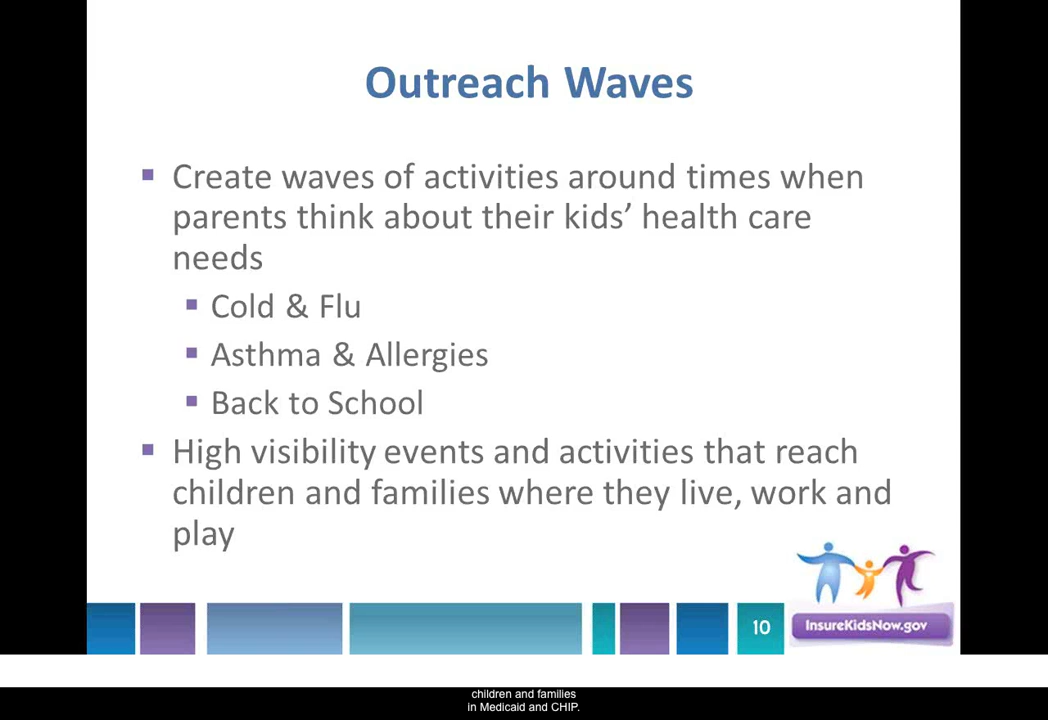 Outreach Waves
Create waves of activities around times when
parents think about their kids’ health care
needs
Cold & Flu
Asthma & Allergies
Back to School
High visibility events and activities that reach
children and families where they live, work and
play
10
InsureKidsNow.gov
children and families
in Medicaid and CHIP.